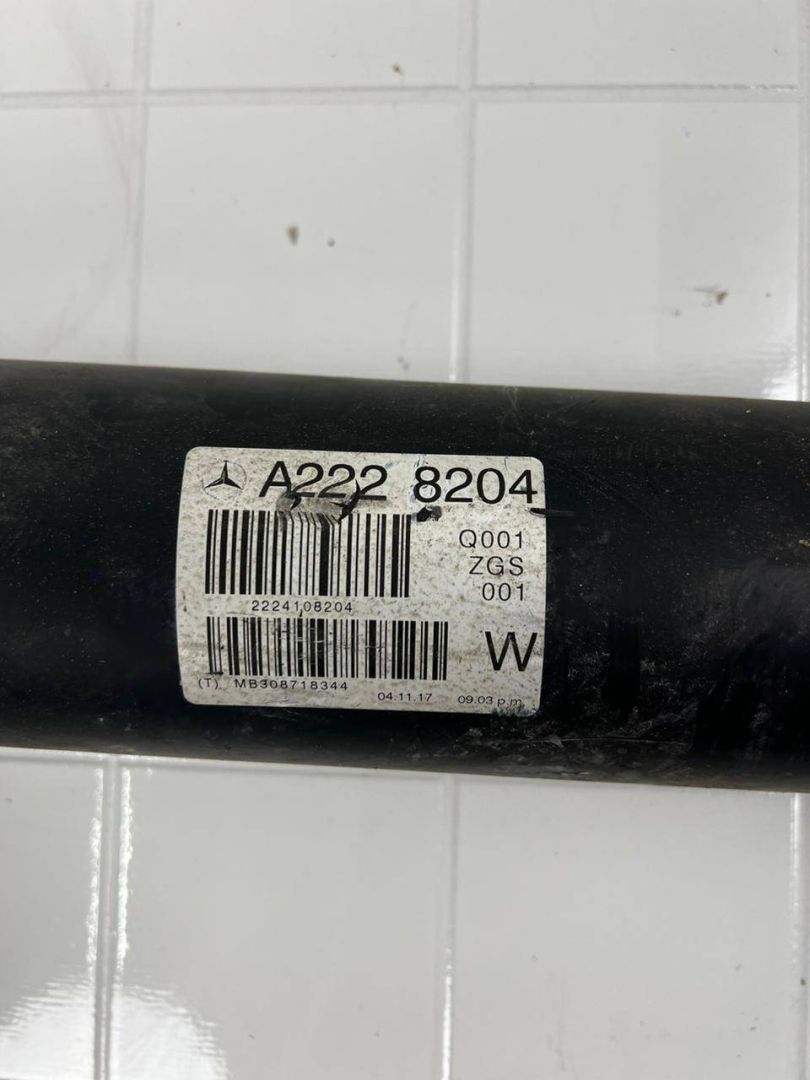 A222 8204
Q001
ZGS
001
2224108204
W
(T) MB308718344 04.11.17 09.03 p.m.